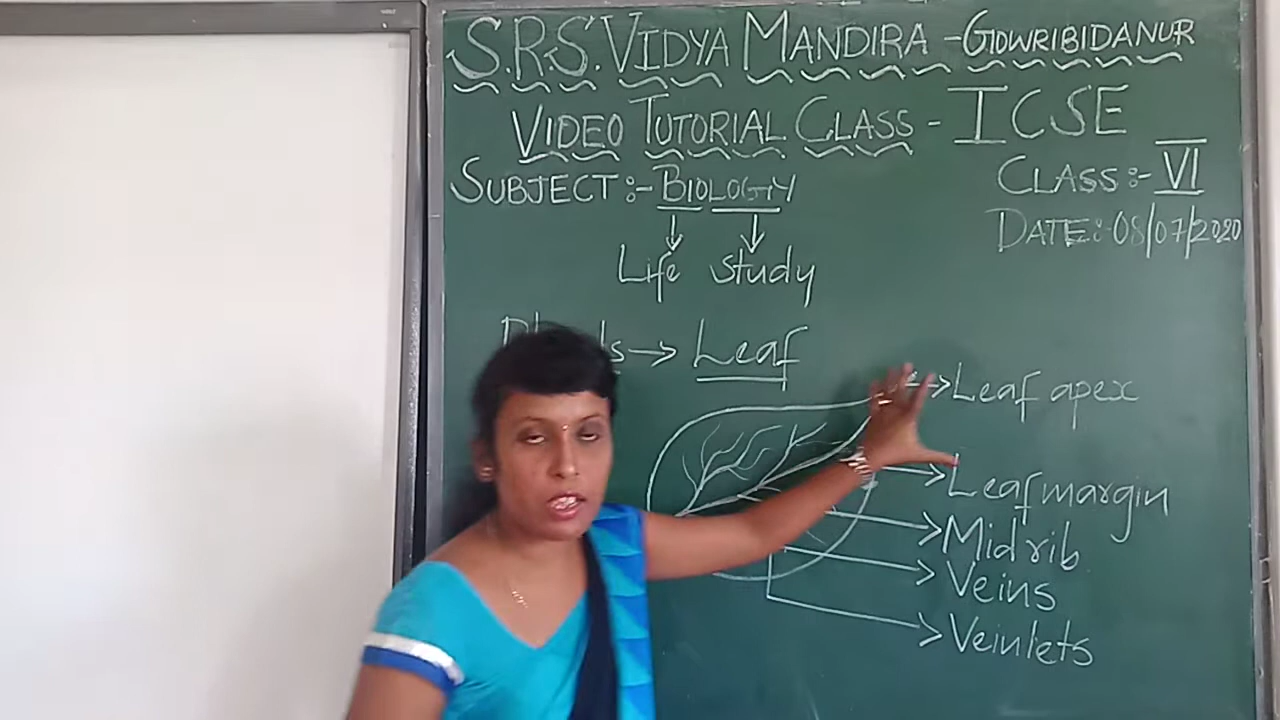 S.R.S. VIDYA MANDIRA - GOWRIBIDANUR
VIDEO TUTORIAL CLASS - ICSE
SUBJECT:- BIOLOGY
CLASS:- VI
DATE:- 08/07/2020
Life study
→ Leaf
→ Leaf apex
→ Leaf margin
→ Midrib
→ Veins
→ Veinlets